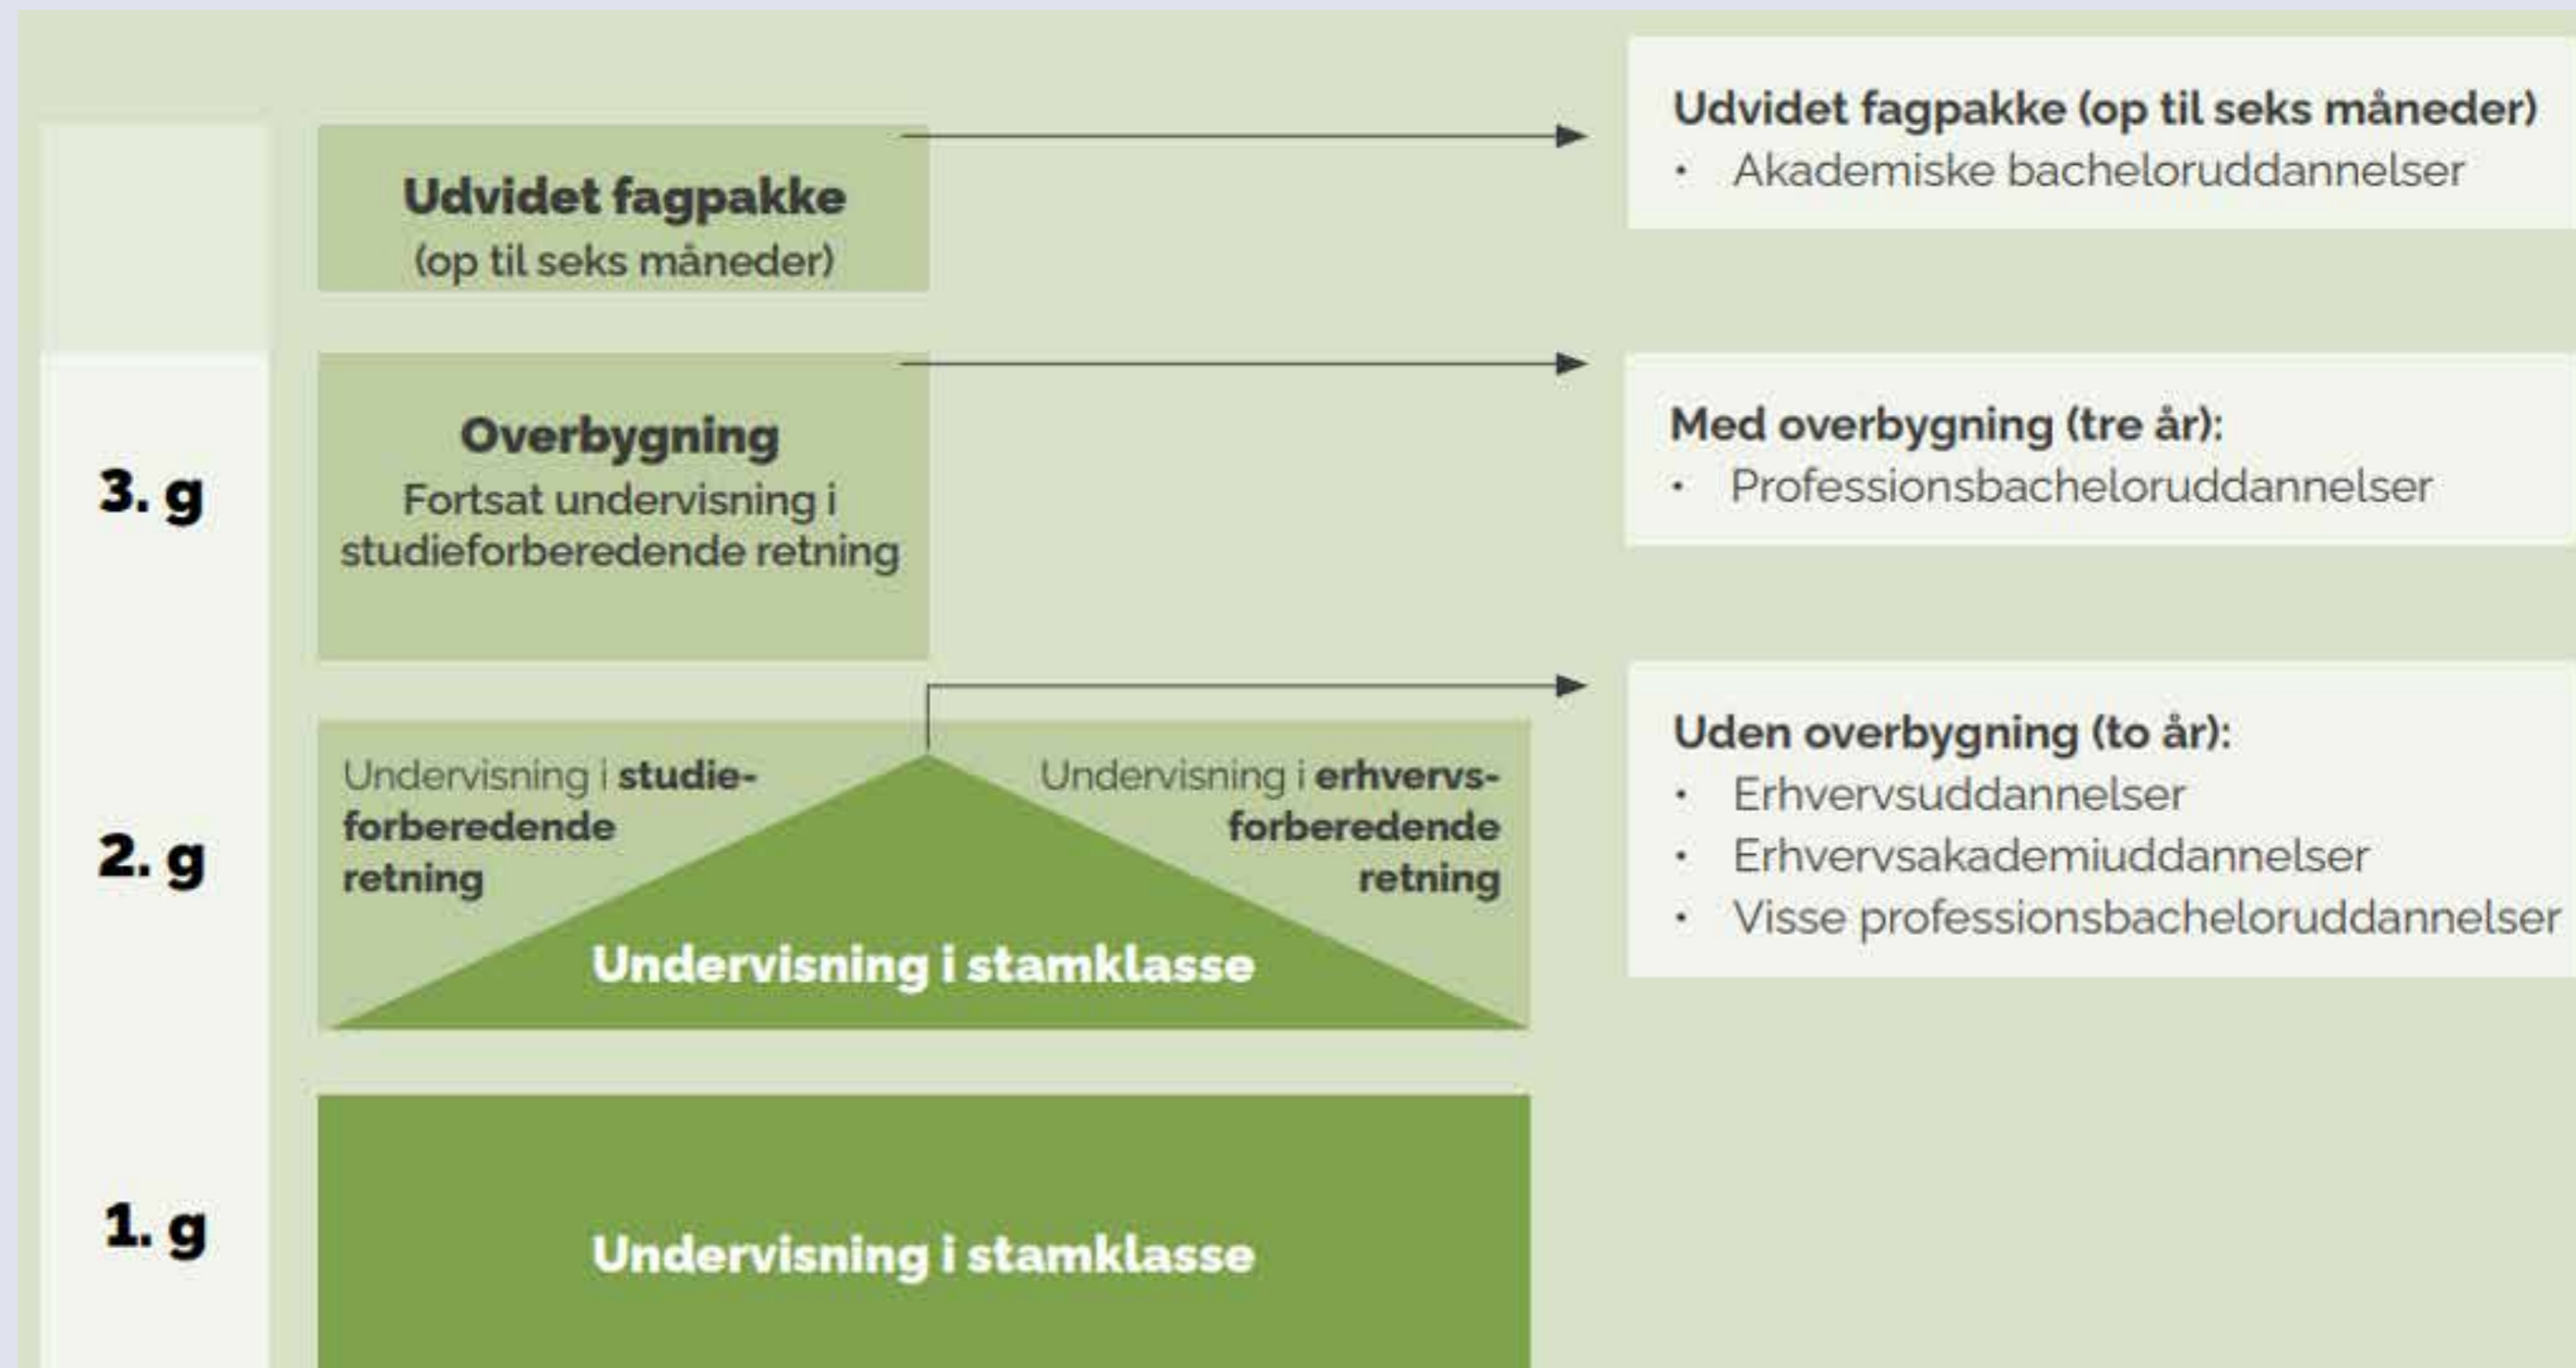 Udvidet fagpakke
(op til seks måneder)
Udvidet fagpakke (op til seks måneder)
• Akademiske bacheloruddannelser
3. g
Overbygning
Fortsat undervisning i
studieforberedende retning
Med overbygning (tre år):
• Professionsbacheloruddannelser
2. g
Undervisning i studie-
forberedende
retning
Undervisning i erhvervs-
forberedende
retning
Undervisning i stamklasse
Uden overbygning (to år):
• Erhvervsuddannelser
• Erhvervsakademiuddannelser
• Visse professionsbacheloruddannelser
1. g
Undervisning i stamklasse